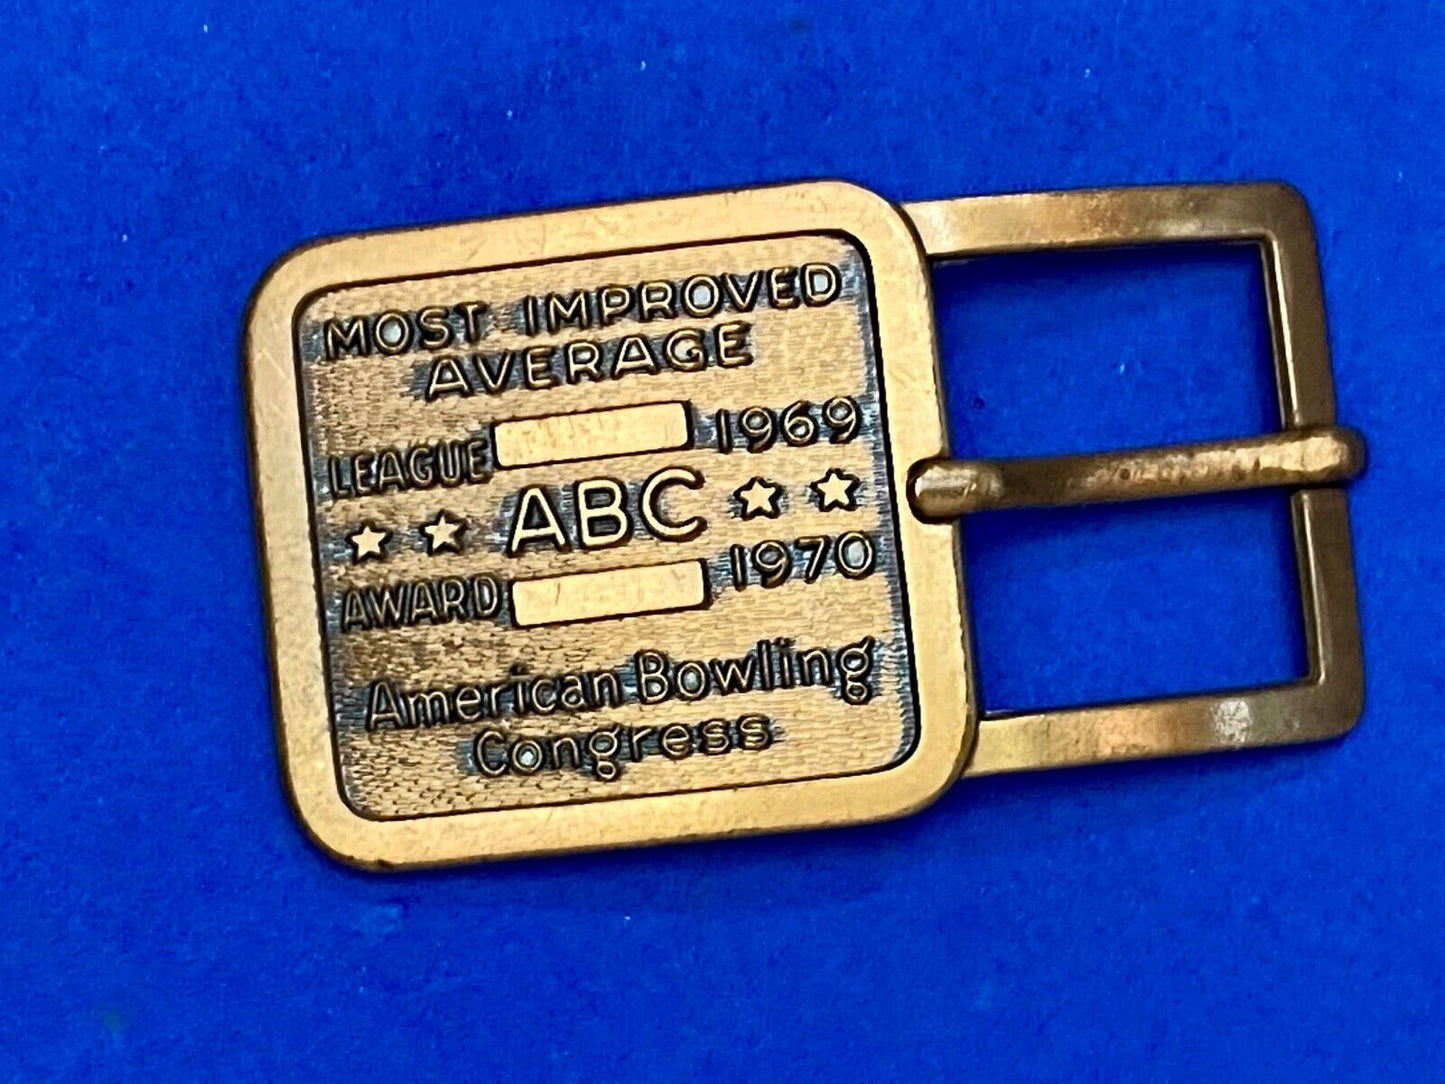 MOST IMPROVED
AVERAGE
LEAGUE 1969
ABC
AWARD 1970
American Bowling
Congress